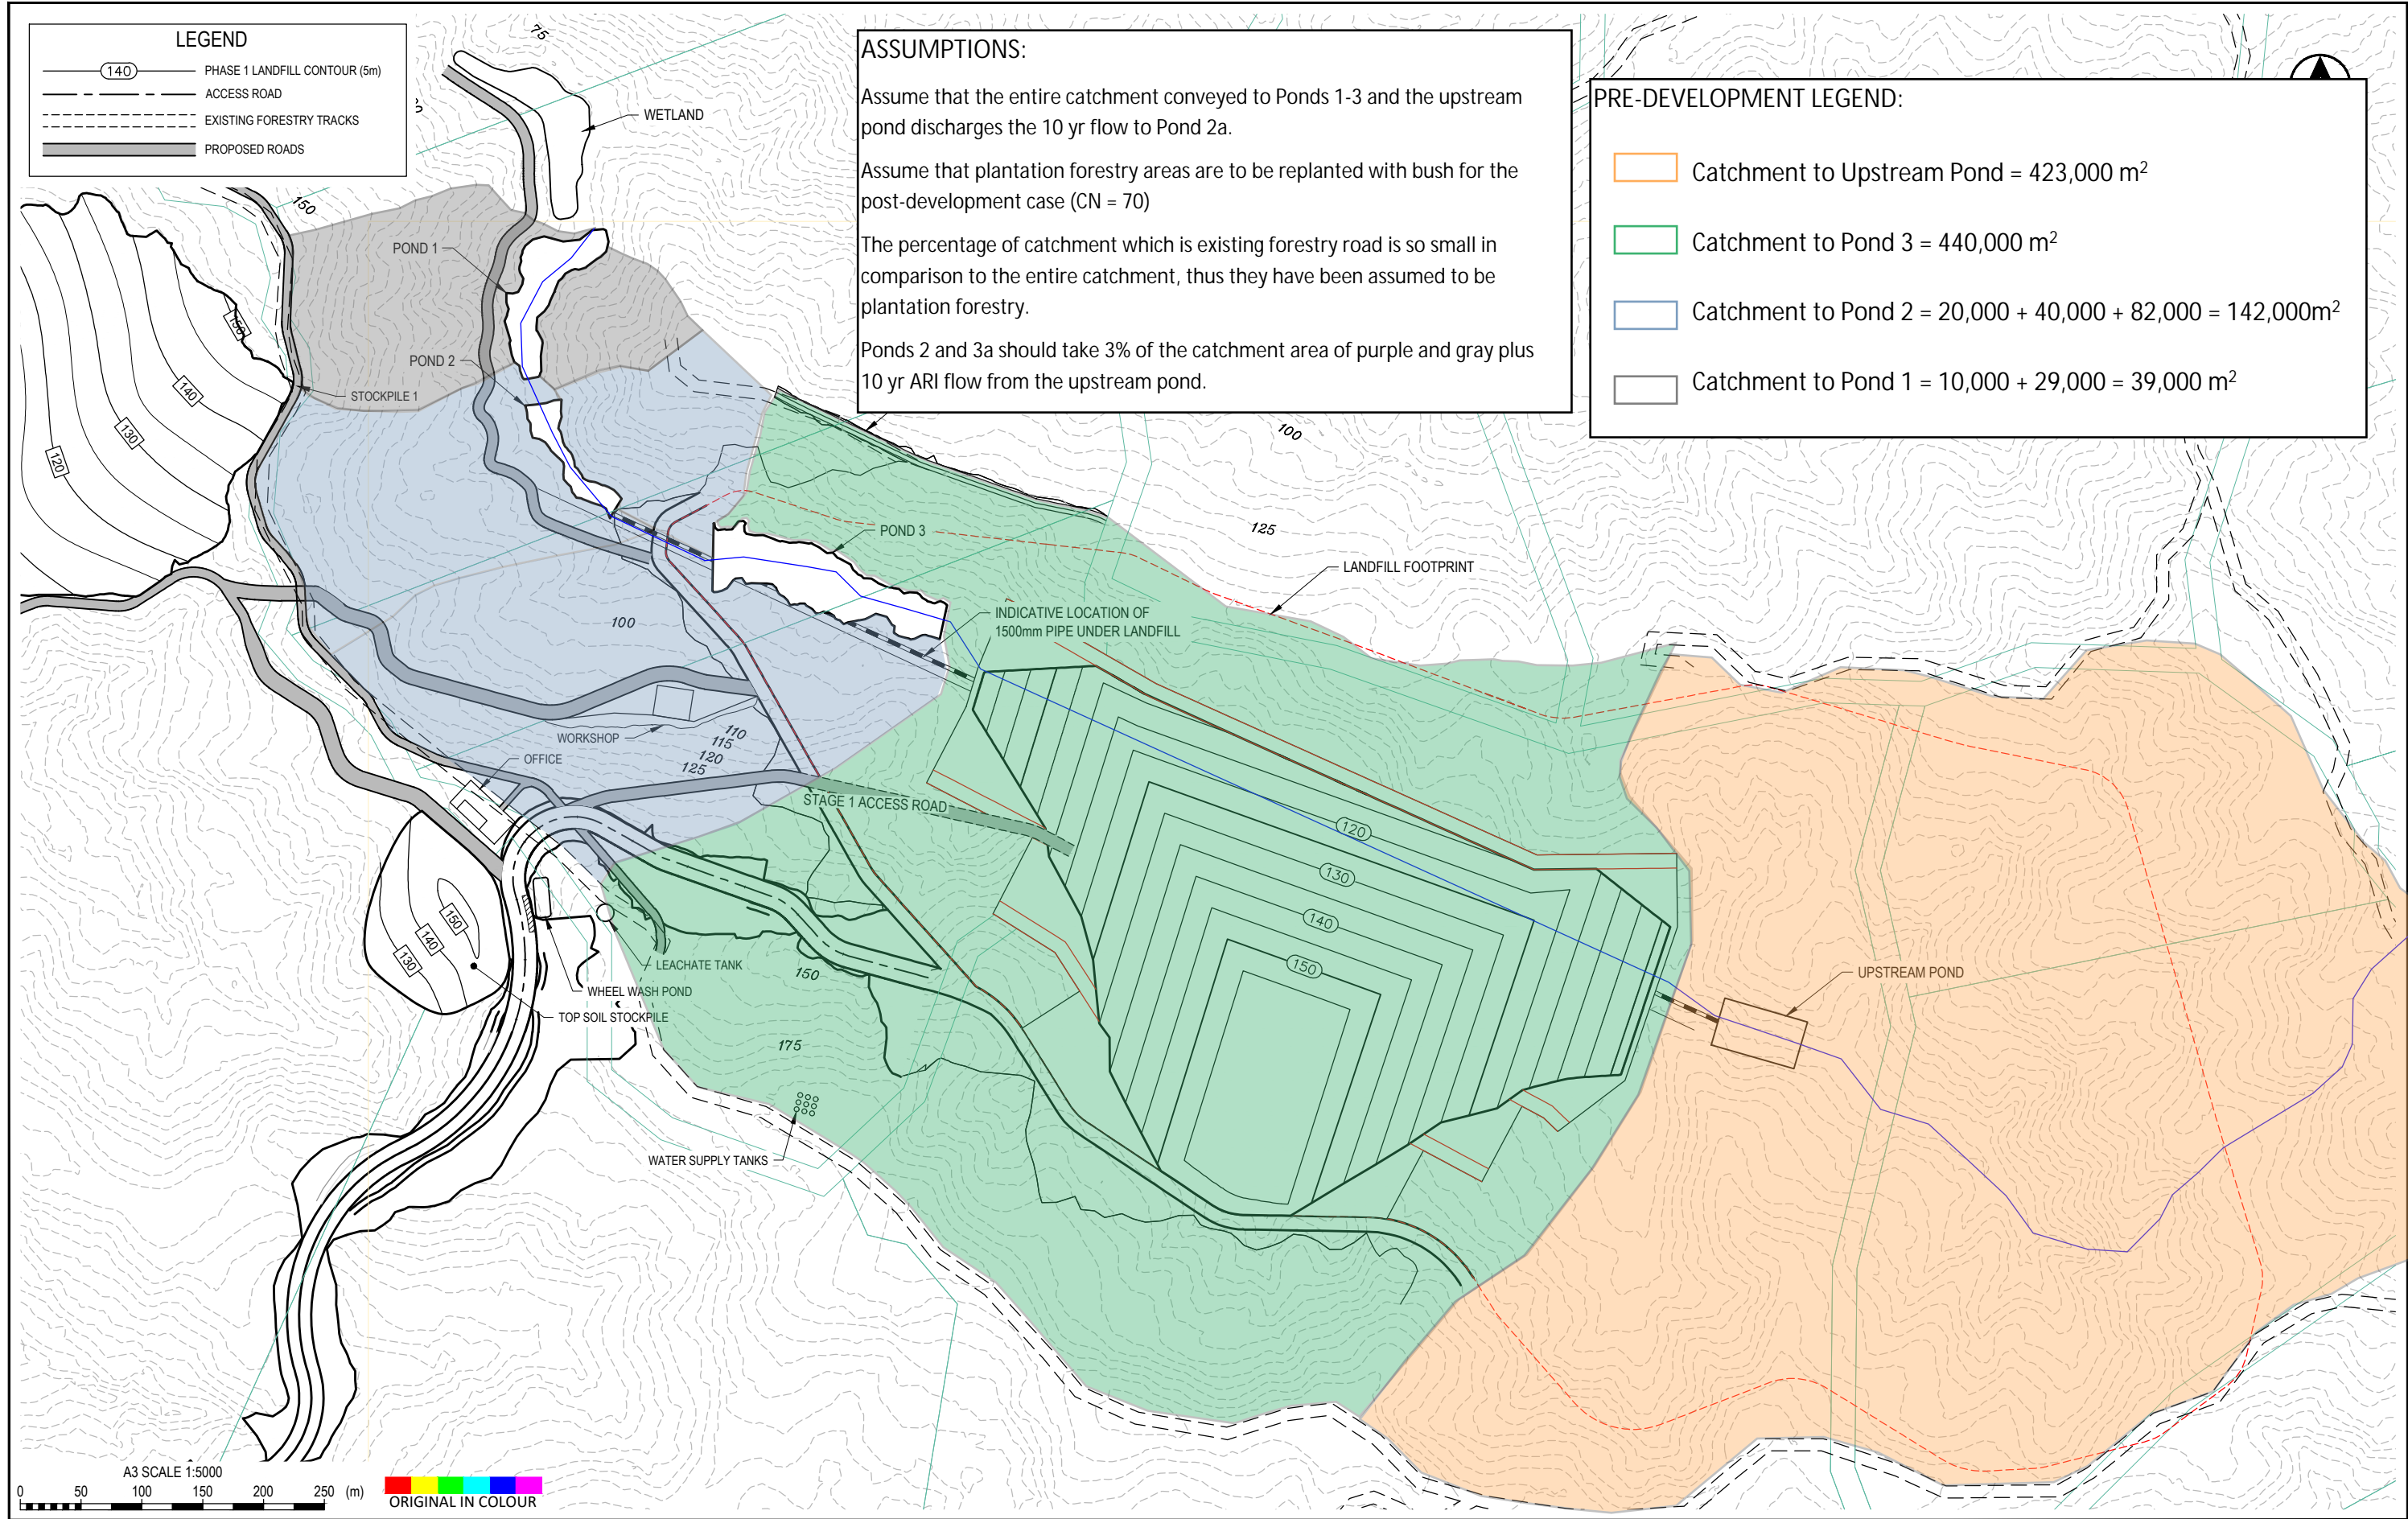 LEGEND
140
PHASE 1 LANDFILL CONTOUR (5m)
ACCESS ROAD
EXISTING FORESTRY TRACKS
PROPOSED ROADS
ASSUMPTIONS:
Assume that the entire catchment conveyed to Ponds 1-3 and the upstream
pond discharges the 10 yr flow to Pond 2a.
Assume that plantation forestry areas are to be replanted with bush for the
post-development case (CN = 70)
The percentage of catchment which is existing forestry road is so small in
comparison to the entire catchment, thus they have been assumed to be
plantation forestry.
Ponds 2 and 3a should take 3% of the catchment area of purple and gray plus
10 yr ARI flow from the upstream pond.
PRE-DEVELOPMENT LEGEND:
Catchment to Upstream Pond = 423,000 m²
Catchment to Pond 3 = 440,000 m²
Catchment to Pond 2 = 20,000 + 40,000 + 82,000 = 142,000m²
Catchment to Pond 1 = 10,000 + 29,000 = 39,000 m²
75
WETLAND
150
POND 1
150
POND 2
STOCKPILE 1
140
130
120
100
125
POND 3
LANDFILL FOOTPRINT
INDICATIVE LOCATION OF
1500mm PIPE UNDER LANDFILL
100
WORKSHOP
110
115
120
125
OFFICE
STAGE 1 ACCESS ROAD
120
130
140
150
150
140
130
LEACHATE TANK
150
WHEEL WASH POND
TOP SOIL STOCKPILE
175
UPSTREAM POND
WATER SUPPLY TANKS
A3 SCALE 1:5000
0 50 100 150 200 250 (m)
ORIGINAL IN COLOUR